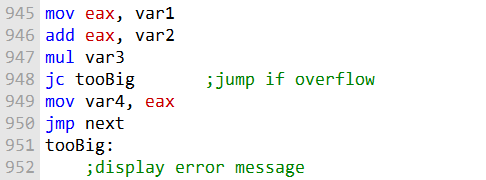 945 mov eax, var1
946 add eax, var2
947 mul var3
948 jc tooBig ;jump if overflow
949 mov var4, eax
950 jmp next
951 tooBig:
952 ;display error message